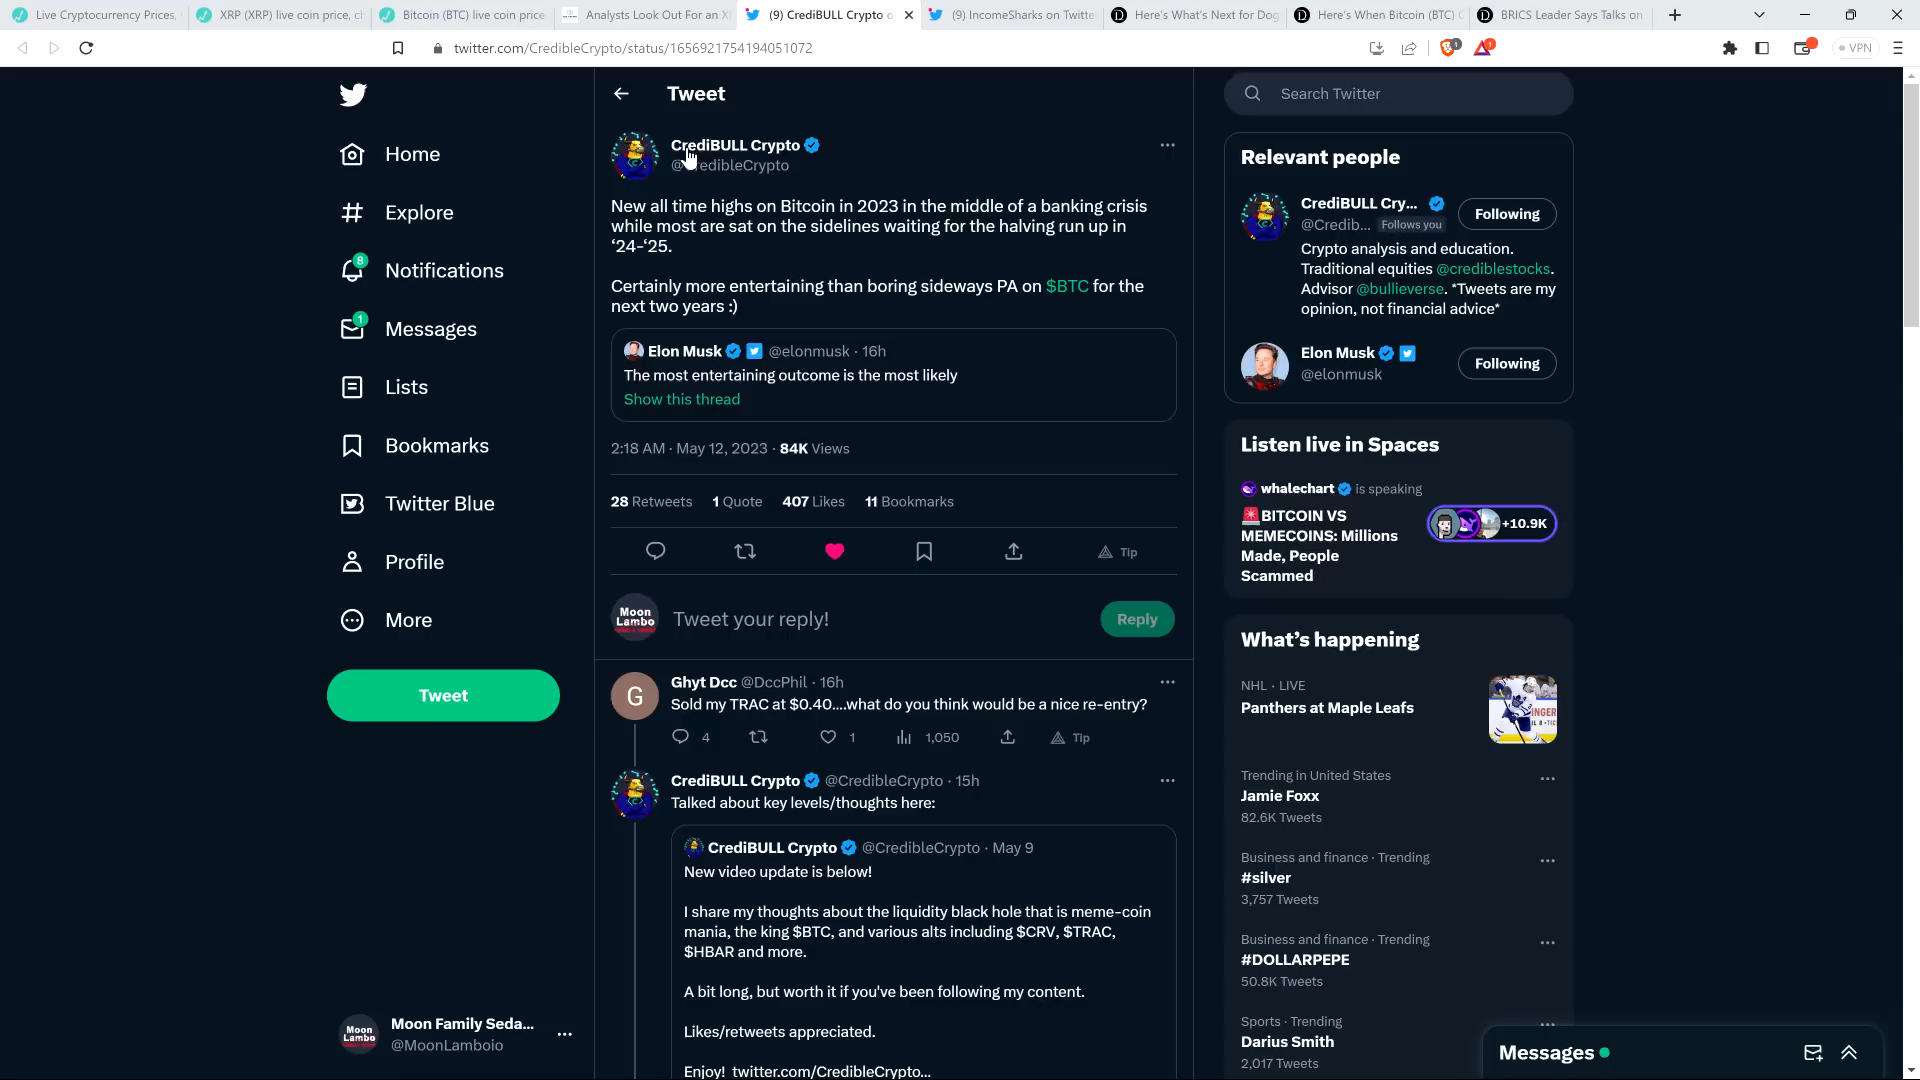 Live Cryptocurrency Prices,
XRP (XRP) live coin price, c
Bitcoin (BTC) live coin price
Analysts Look Out For an X
(9) CrediBULL Crypto o
(9) IncomeSharks on Twitte
Here's What's Next for Dog
Here's When Bitcoin (BTC)
BRICS Leader Says Talks on
twitter.com/CredibleCrypto/status/1656921754194051072
1
1
VPN
Home
Explore
8
Notifications
1
Messages
Lists
Bookmarks
Twitter Blue
Profile
More
Tweet
Moon Lambo
Moon Family Seda...
@MoonLamboio
Tweet
CrediBULL Crypto
@CredibleCrypto
New all time highs on Bitcoin in 2023 in the middle of a banking crisis
while most are sat on the sidelines waiting for the halving run up in
‘24-‘25.
Certainly more entertaining than boring sideways PA on $BTC for the
next two years :)
Elon Musk @elonmusk · 16h
The most entertaining outcome is the most likely
Show this thread
2:18 AM · May 12, 2023 · 84K Views
28 Retweets 1 Quote 407 Likes 11 Bookmarks
Tip
Moon Lambo
Tweet your reply!
Reply
G
Ghyt Dcc @DccPhil · 16h
Sold my TRAC at $0.40....what do you think would be a nice re-entry?
4 1 1,050 Tip
CrediBULL Crypto @CredibleCrypto · 15h
Talked about key levels/thoughts here:
CrediBULL Crypto @CredibleCrypto · May 9
New video update is below!
I share my thoughts about the liquidity black hole that is meme-coin
mania, the king $BTC, and various alts including $CRV, $TRAC,
$HBAR and more.
A bit long, but worth it if you've been following my content.
Likes/retweets appreciated.
Enjoy! twitter.com/CredibleCrypto...
Search Twitter
Relevant people
CrediBULL Cry...
@Credib... Follows you
Following
Crypto analysis and education.
Traditional equities @crediblestocks.
Advisor @bullieverse. *Tweets are my
opinion, not financial advice*
Elon Musk
@elonmusk
Following
Listen live in Spaces
whalechart is speaking
BITCOIN VS
MEMECOINS: Millions
Made, People
Scammed
+10.9K
What’s happening
NHL · LIVE
Panthers at Maple Leafs
Trending in United States
Jamie Foxx
82.6K Tweets
Business and finance · Trending
#silver
3,757 Tweets
Business and finance · Trending
#DOLLARPEPE
50.8K Tweets
Sports · Trending
Darius Smith
2,017 Tweets
Messages